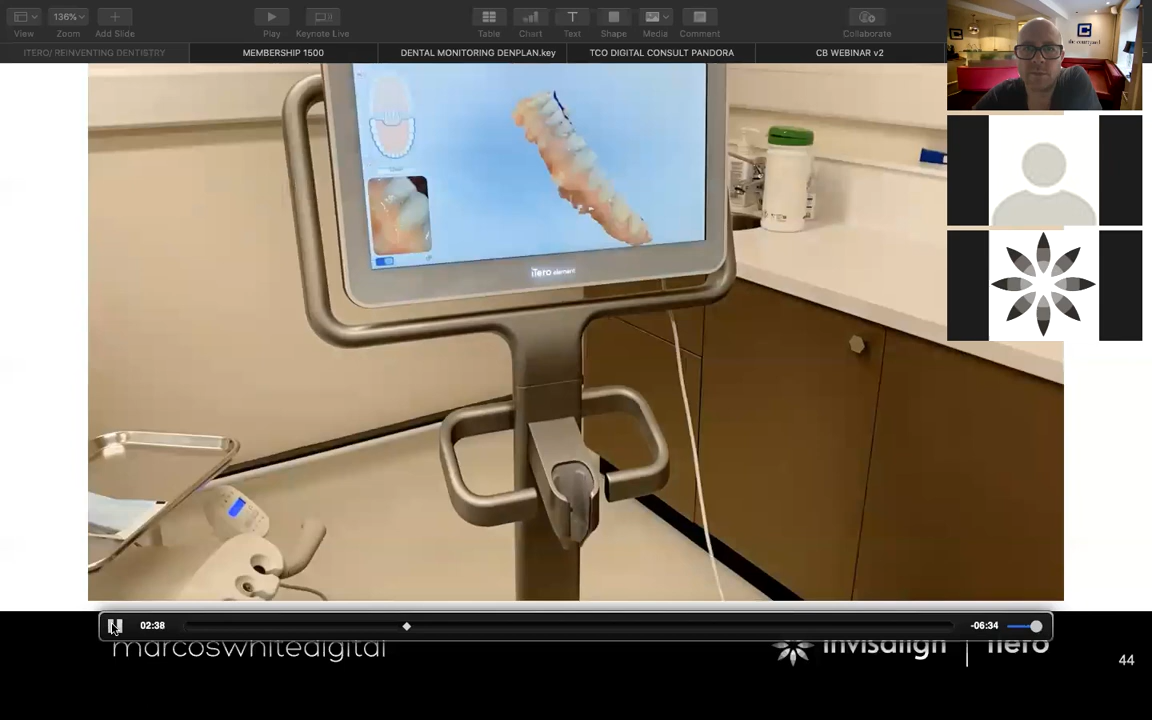 136%
View
Zoom
Add Slide
Play
Keynote Live
Table
Chart
Text
Shape
Media
Comment
Collaborate
ITERO/ REINVENTING DENTISTRY
MEMBERSHIP 1500
DENTAL MONITORING DENPLAN.key
TCO DIGITAL CONSULT PANDORA
CB WEBINAR v2
C
the courtyard
iTero element
02:38
-06:34
marcoswhitedigital
invisalign
itero
44